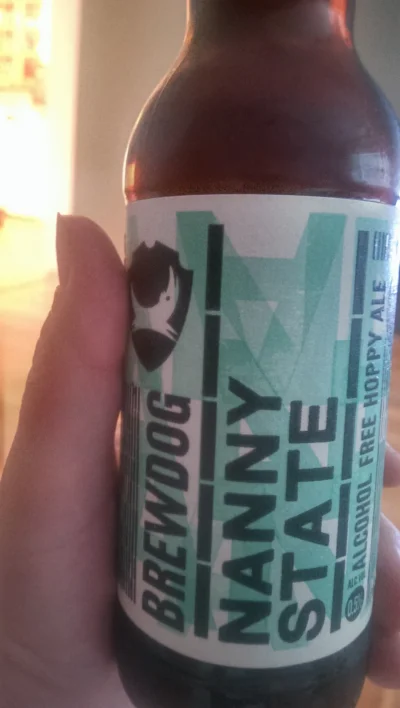 BREWDOG
NANNY
STATE
ALCOHOL FREE HOPPY ALE